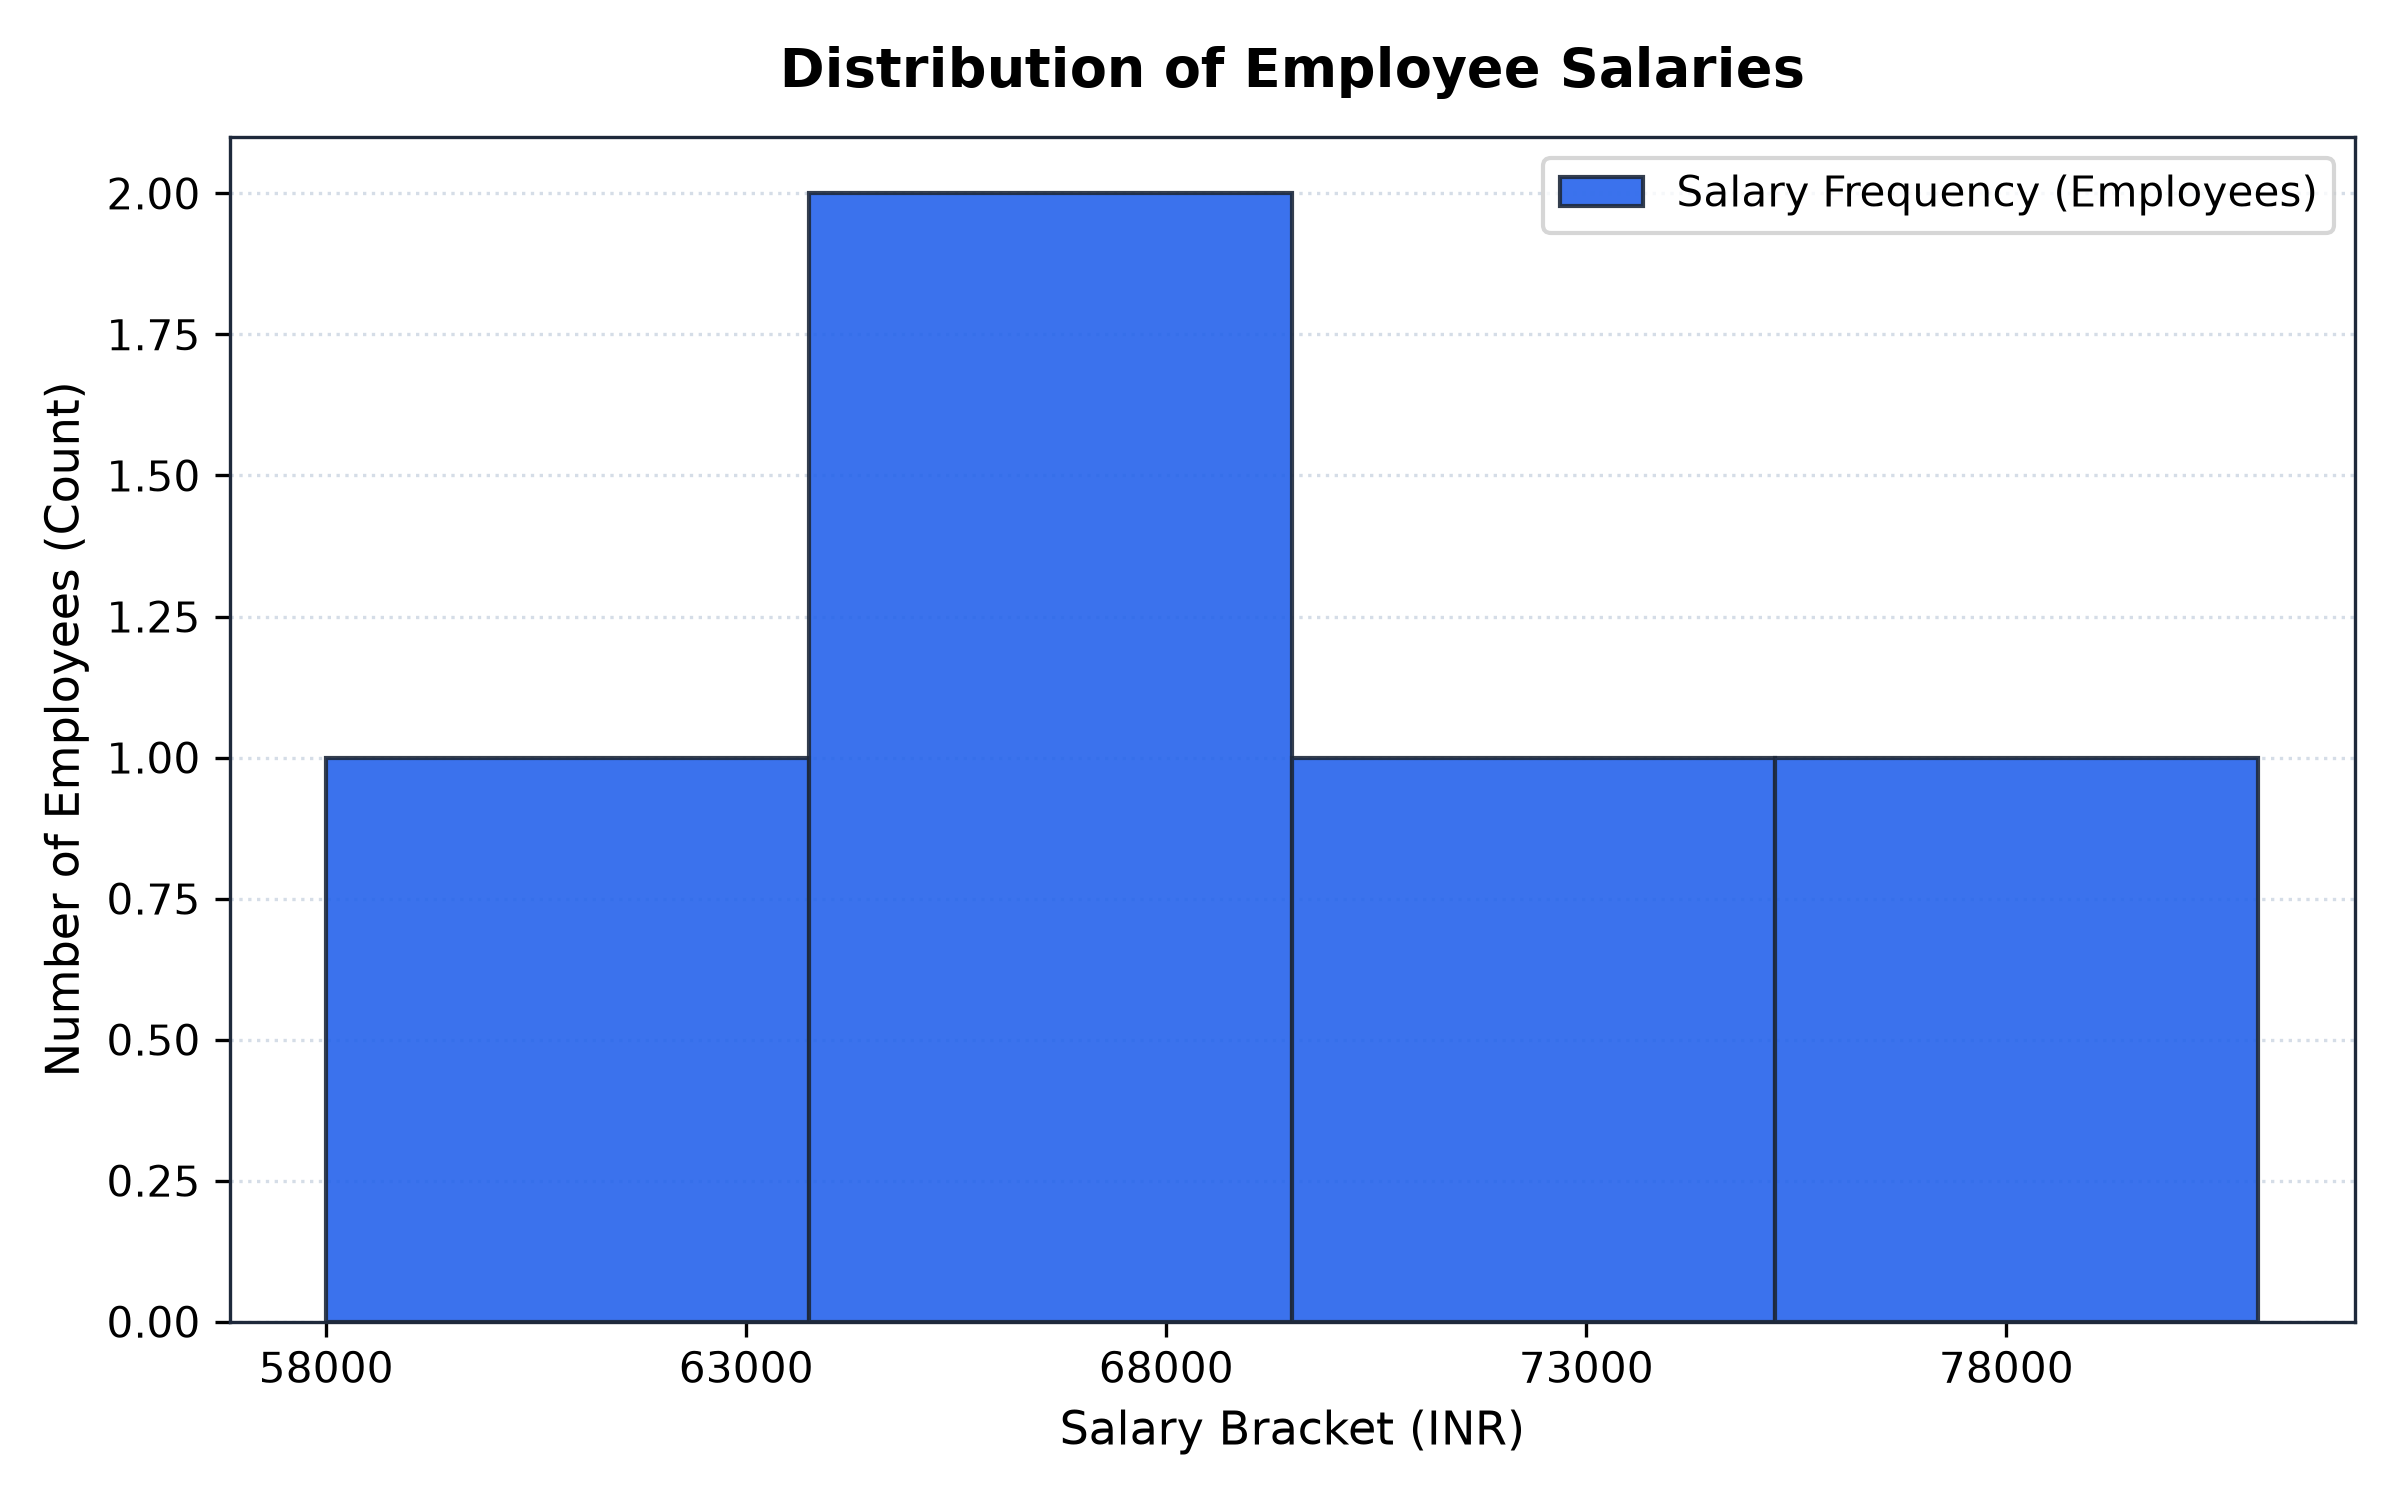 Distribution of Employee Salaries
Salary Frequency (Employees)
Number of Employees (Count)
2.00
1.75
1.50
1.25
1.00
0.75
0.50
0.25
0.00
58000 63000 68000 73000 78000
Salary Bracket (INR)